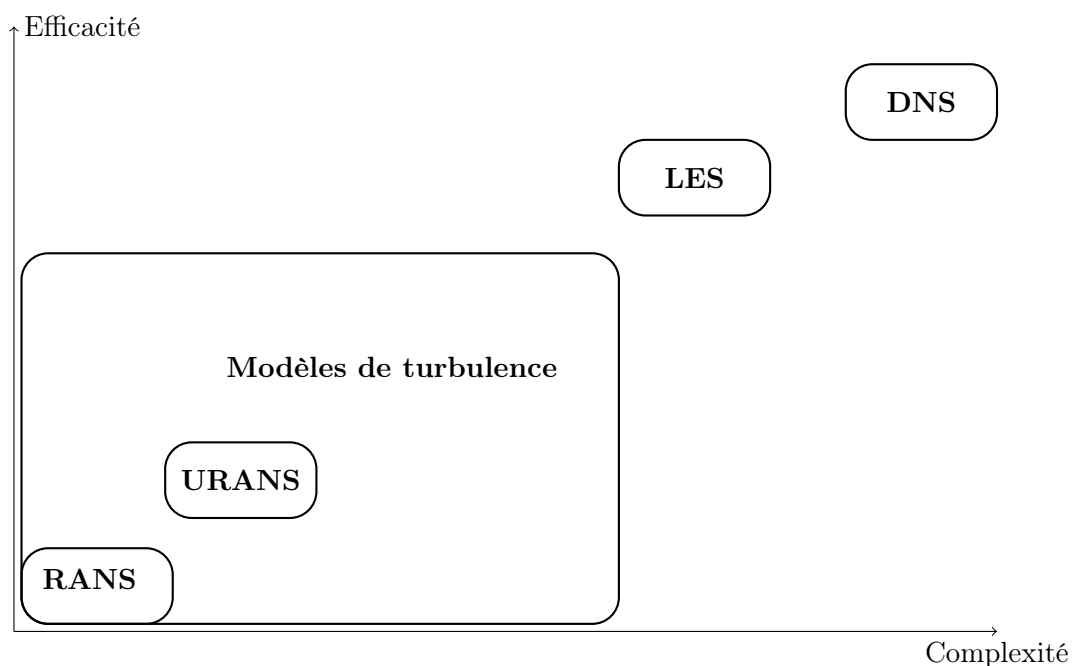 Efficacité
DNS
LES
Modèles de turbulence
URANS
RANS
Complexité